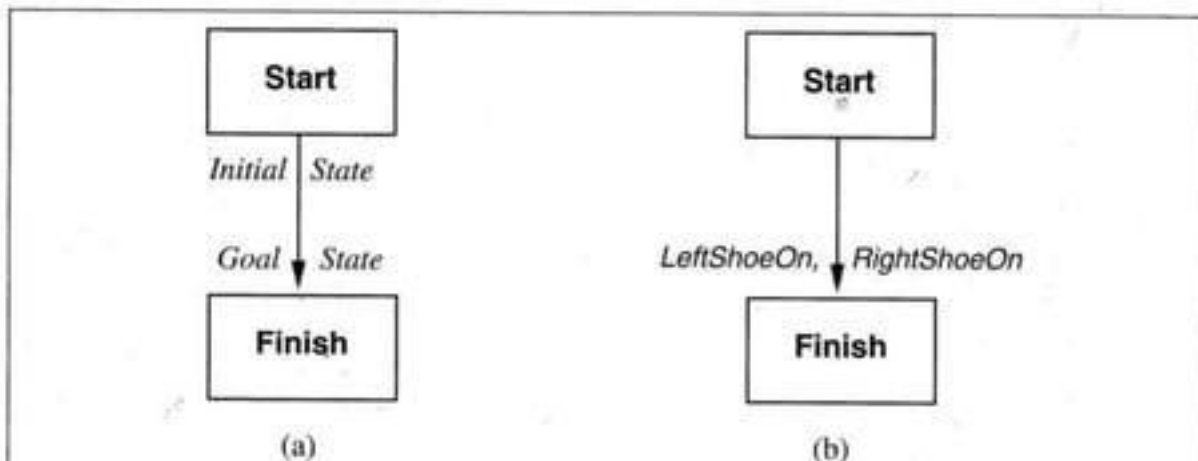 Start
Initial State
Goal State
Finish
(a)
Start
LeftShoeOn, RightShoeOn
Finish
(b)